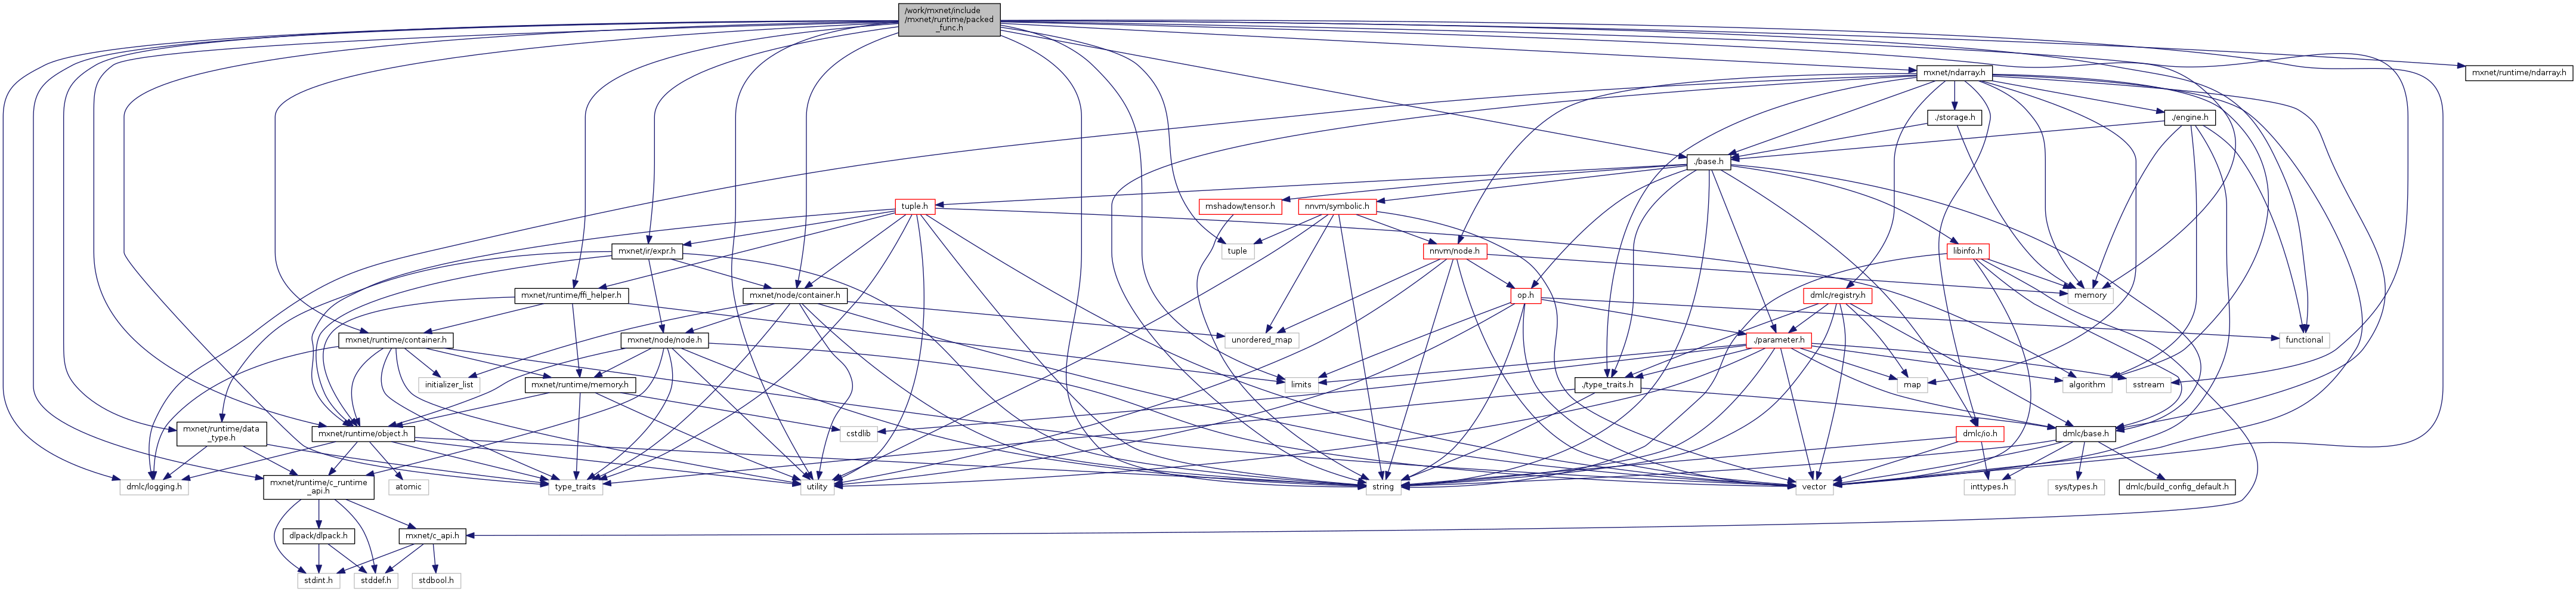 /work/mxnet/include
/mxnet/runtime/packed
_func.h
mxnet/ndarray.h
mxnet/runtime/ndarray.h
./storage.h
./engine.h
./base.h
tuple.h
mshadow/tensor.h
nnvm/symbolic.h
mxnet/ir/expr.h
tuple
nnvm/node.h
libinfo.h
mxnet/runtime/ffi_helper.h
mxnet/node/container.h
op.h
dmlc/registry.h
memory
mxnet/runtime/container.h
mxnet/node/node.h
unordered_map
./parameter.h
functional
initializer_list
mxnet/runtime/memory.h
limits
./type_traits.h
map
algorithm
sstream
mxnet/runtime/data
_type.h
mxnet/runtime/object.h
cstdlib
dmlc/io.h
dmlc/base.h
dmlc/logging.h
mxnet/runtime/c_runtime
_api.h
atomic
type_traits
utility
string
vector
inttypes.h
sys/types.h
dmlc/build_config_default.h
dlpack/dlpack.h
mxnet/c_api.h
stdint.h
stddef.h
stdbool.h